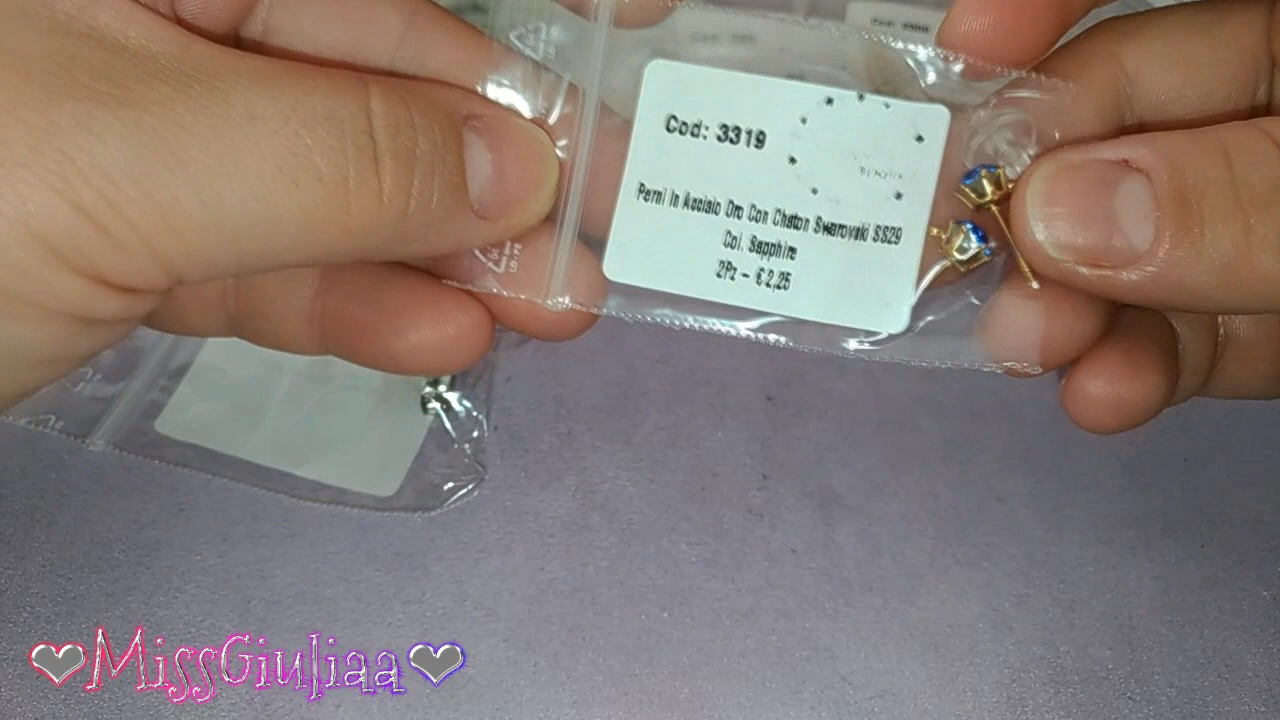 Cod: 3319
Perni In Acciaio Oro Con Chaton Swarovski SS29
Col. Sapphire
2Pz - € 2,25
MissGiuliaa